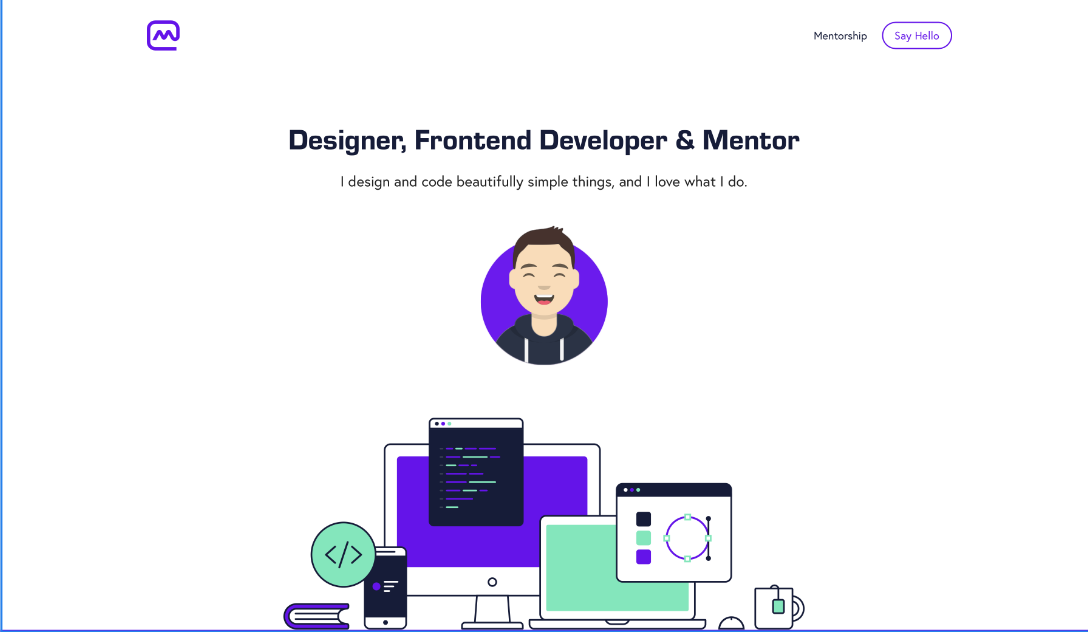 Mentorship
Say Hello
Designer, Frontend Developer & Mentor
I design and code beautifully simple things, and I love what I do.
</>